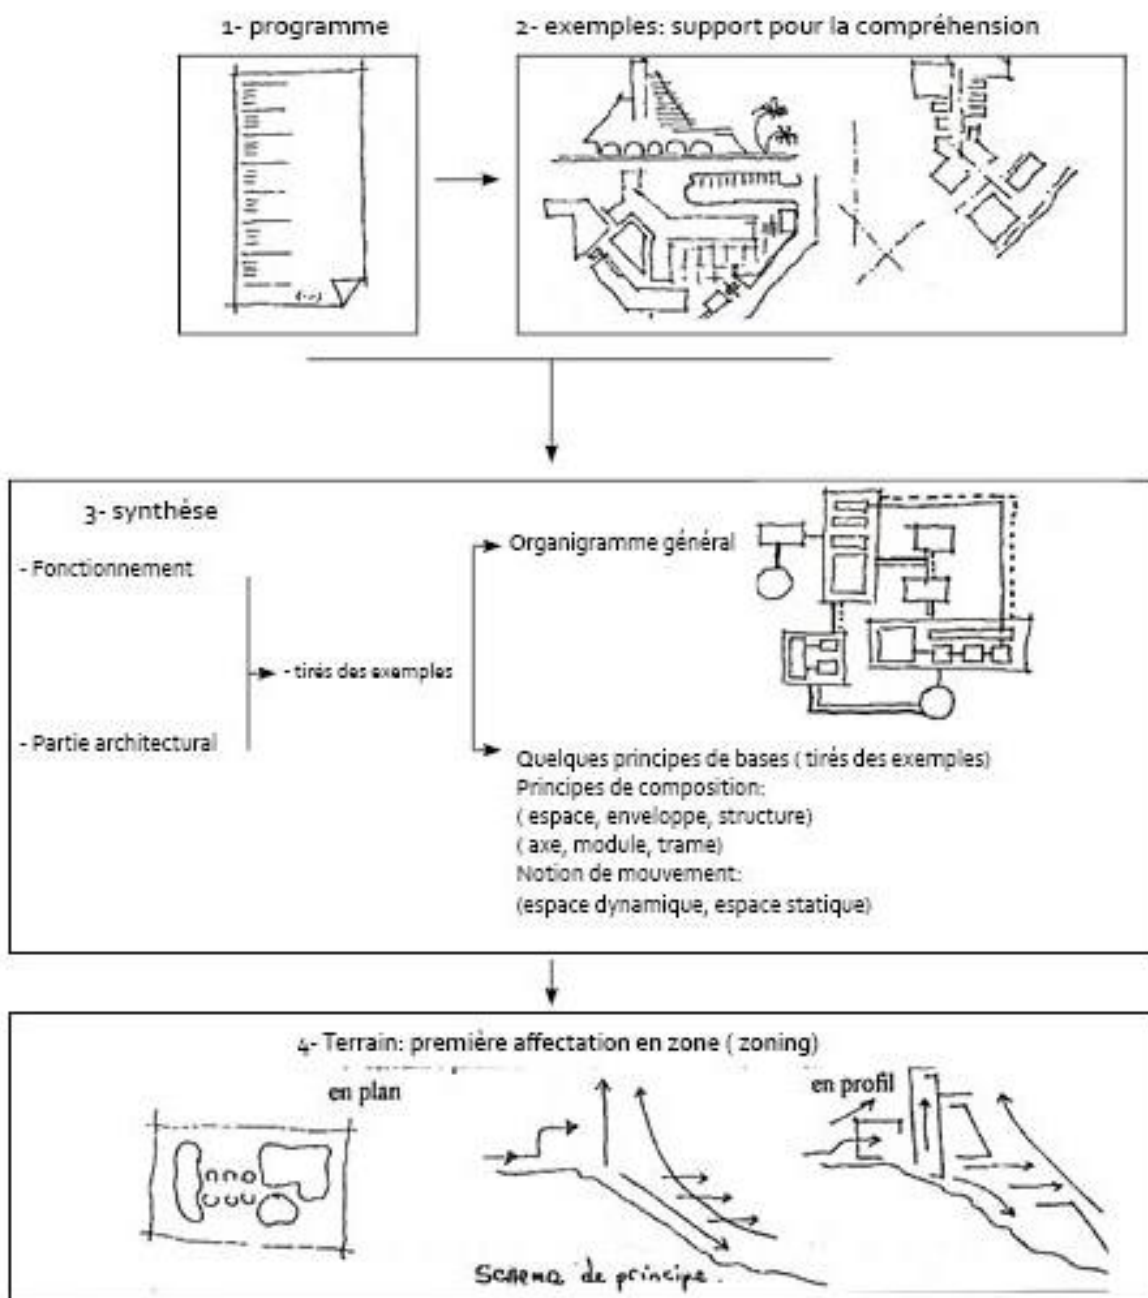 1- programme
2- exemples: support pour la compréhension
3- synthèse
- Fonctionnement
- Partie architectural
- tirés des exemples
Organigramme général
Quelques principes de bases ( tirés des exemples)
Principes de composition:
( espace, enveloppe, structure)
( axe, module, trame)
Notion de mouvement:
(espace dynamique, espace statique)
4- Terrain: première affectation en zone ( zoning)
en plan
en profil
Schema de principe.